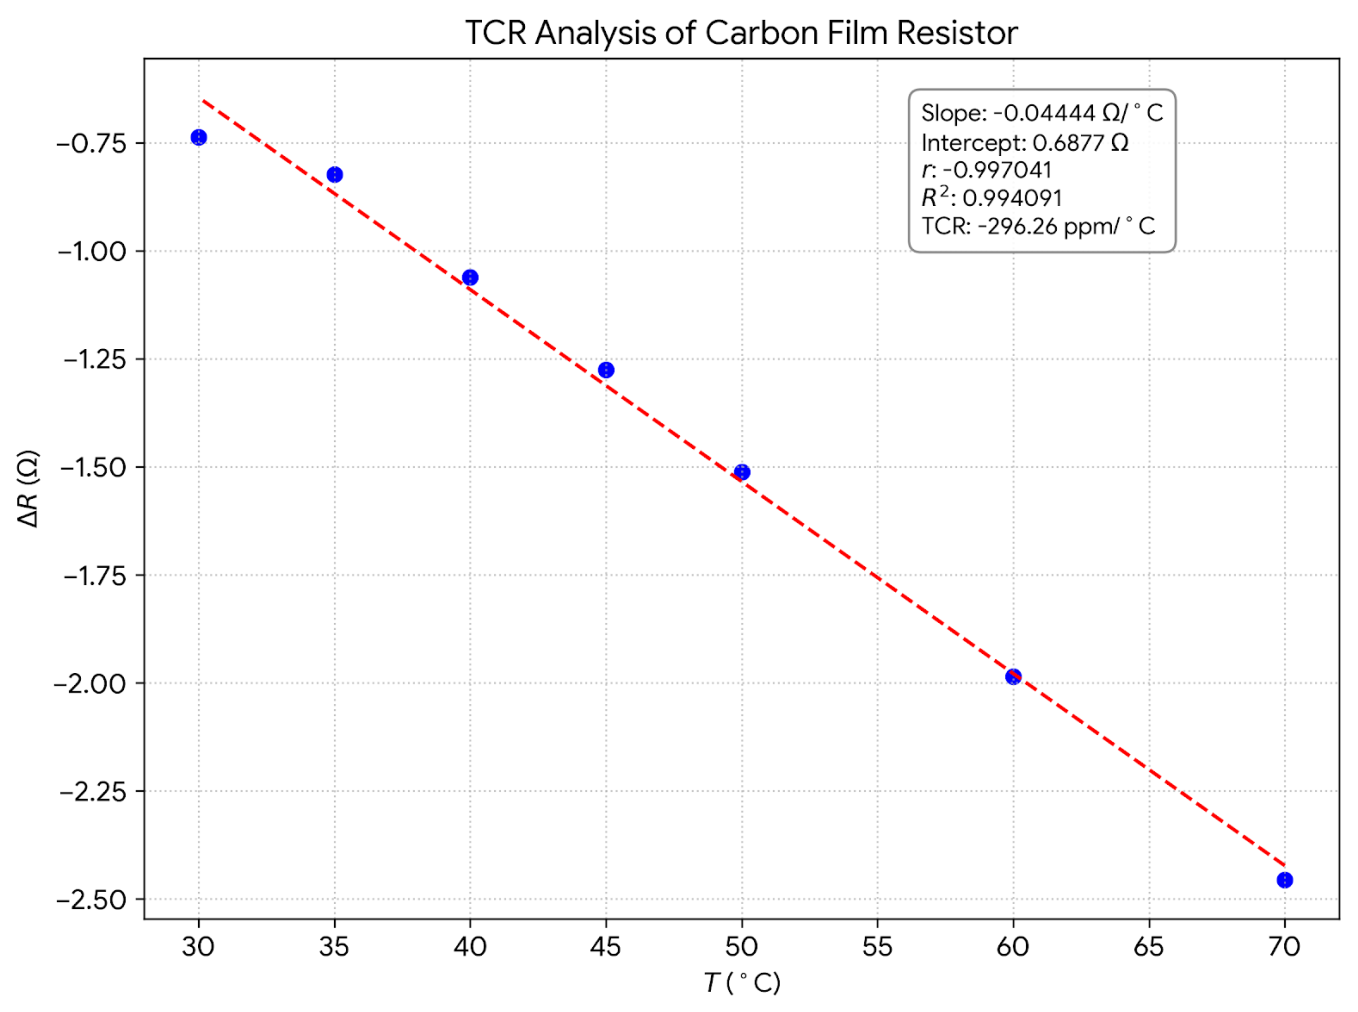 TCR Analysis of Carbon Film Resistor
Slope: -0.04444 Ω/°C
Intercept: 0.6877 Ω
r: -0.997041
R²: 0.994091
TCR: -296.26 ppm/°C
−0.75
−1.00
−1.25
−1.50
−1.75
−2.00
−2.25
−2.50
ΔR (Ω)
30 35 40 45 50 55 60 65 70
T (°C)